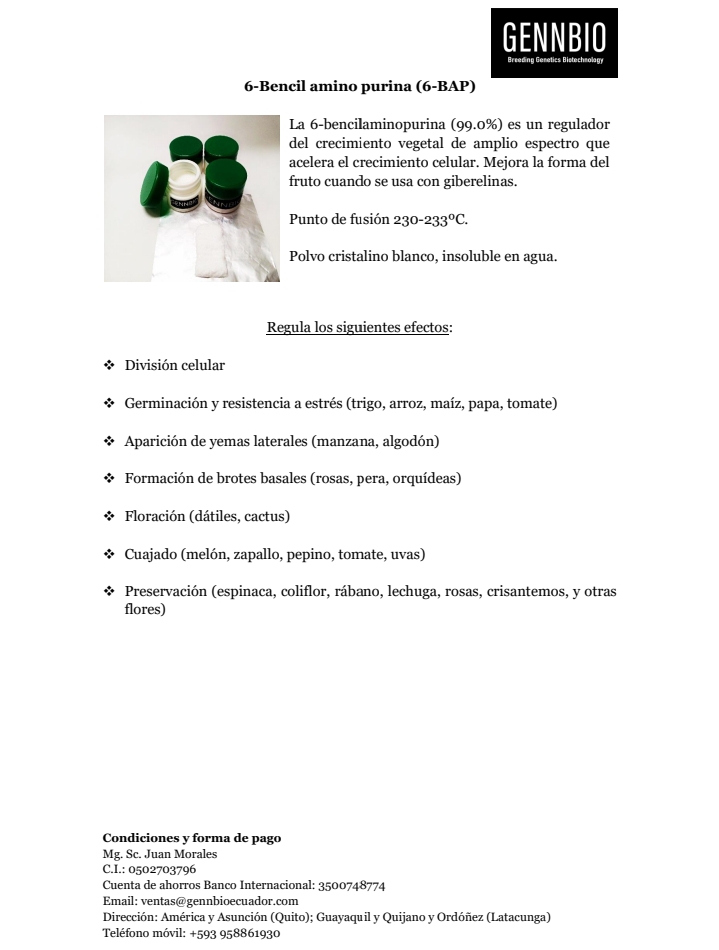 GENNBIO
Breeding Genetics Biotechnology
6-Bencil amino purina (6-BAP)
La 6-bencilaminopurina (99.0%) es un regulador
del crecimiento vegetal de amplio espectro que
acelera el crecimiento celular. Mejora la forma del
fruto cuando se usa con giberelinas.
Punto de fusión 230-233ºC.
Polvo cristalino blanco, insoluble en agua.
GENNBIO
GENNB
Regula los siguientes efectos:
❖ División celular
❖ Germinación y resistencia a estrés (trigo, arroz, maíz, papa, tomate)
❖ Aparición de yemas laterales (manzana, algodón)
❖ Formación de brotes basales (rosas, pera, orquídeas)
❖ Floración (dátiles, cactus)
❖ Cuajado (melón, zapallo, pepino, tomate, uvas)
❖ Preservación (espinaca, coliflor, rábano, lechuga, rosas, crisantemos, y otras
flores)
Condiciones y forma de pago
Mg. Sc. Juan Morales
C.I.: 0502703796
Cuenta de ahorros Banco Internacional: 3500748774
Email: ventas@gennbioecuador.com
Dirección: América y Asunción (Quito); Guayaquil y Quijano y Ordóñez (Latacunga)
Teléfono móvil: +593 958861930